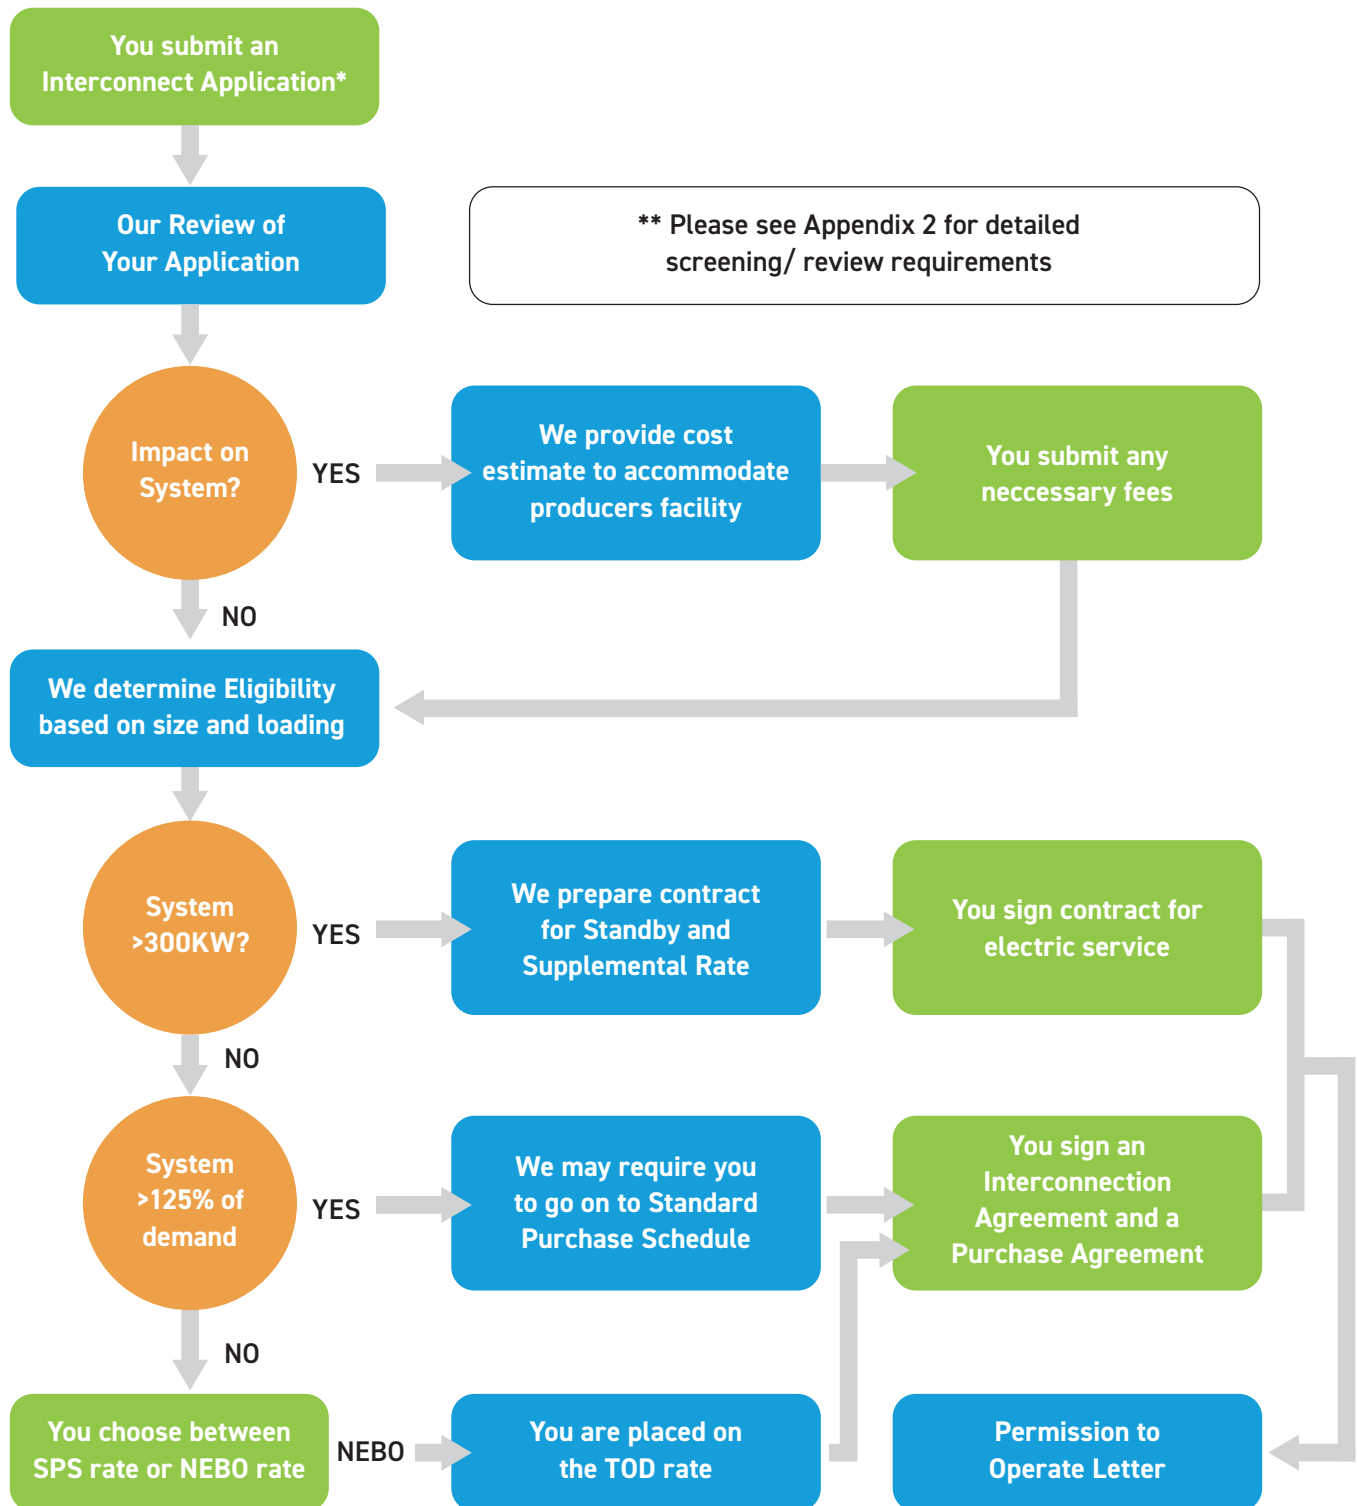 You submit an
Interconnect Application*
Our Review of
Your Application
** Please see Appendix 2 for detailed
screening/ review requirements
Impact on
System?
YES
We provide cost
estimate to accommodate
producers facility
You submit any
neccessary fees
NO
We determine Eligibility
based on size and loading
System
>300KW?
YES
We prepare contract
for Standby and
Supplemental Rate
You sign contract for
electric service
NO
System
>125% of
demand
YES
We may require you
to go on to Standard
Purchase Schedule
You sign an
Interconnection
Agreement and a
Purchase Agreement
NO
You choose between
SPS rate or NEBO rate
NEBO
You are placed on
the TOD rate
Permission to
Operate Letter